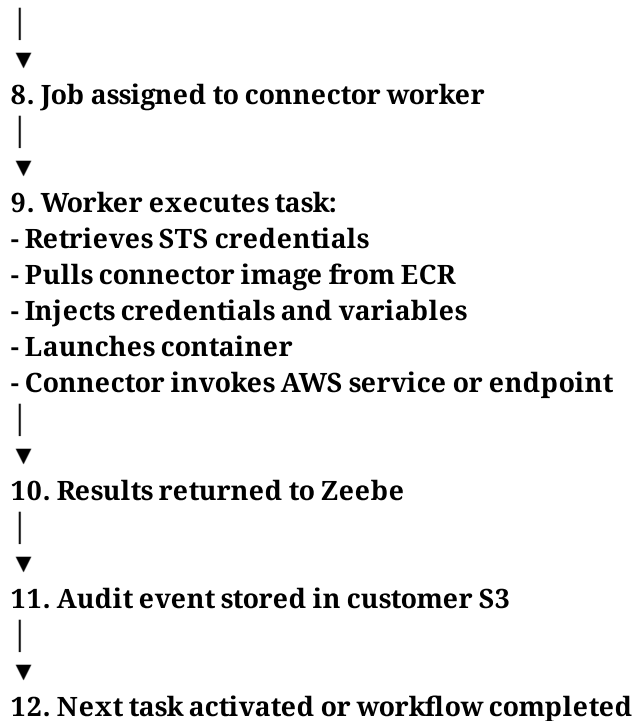 │
▼
8. Job assigned to connector worker
│
▼
9. Worker executes task:
- Retrieves STS credentials
- Pulls connector image from ECR
- Injects credentials and variables
- Launches container
- Connector invokes AWS service or endpoint
│
▼
10. Results returned to Zeebe
│
▼
11. Audit event stored in customer S3
│
▼
12. Next task activated or workflow completed